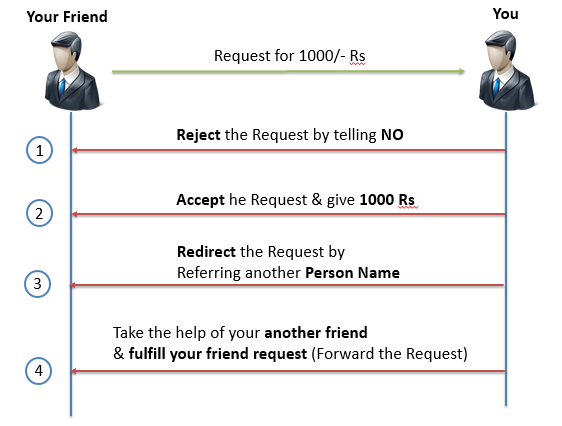 Your Friend
You
Request for 1000/- Rs
Reject the Request by telling NO
1
Accept he Request & give 1000 Rs
2
Redirect the Request by
Referring another Person Name
3
Take the help of your another friend
& fulfill your friend request (Forward the Request)
4